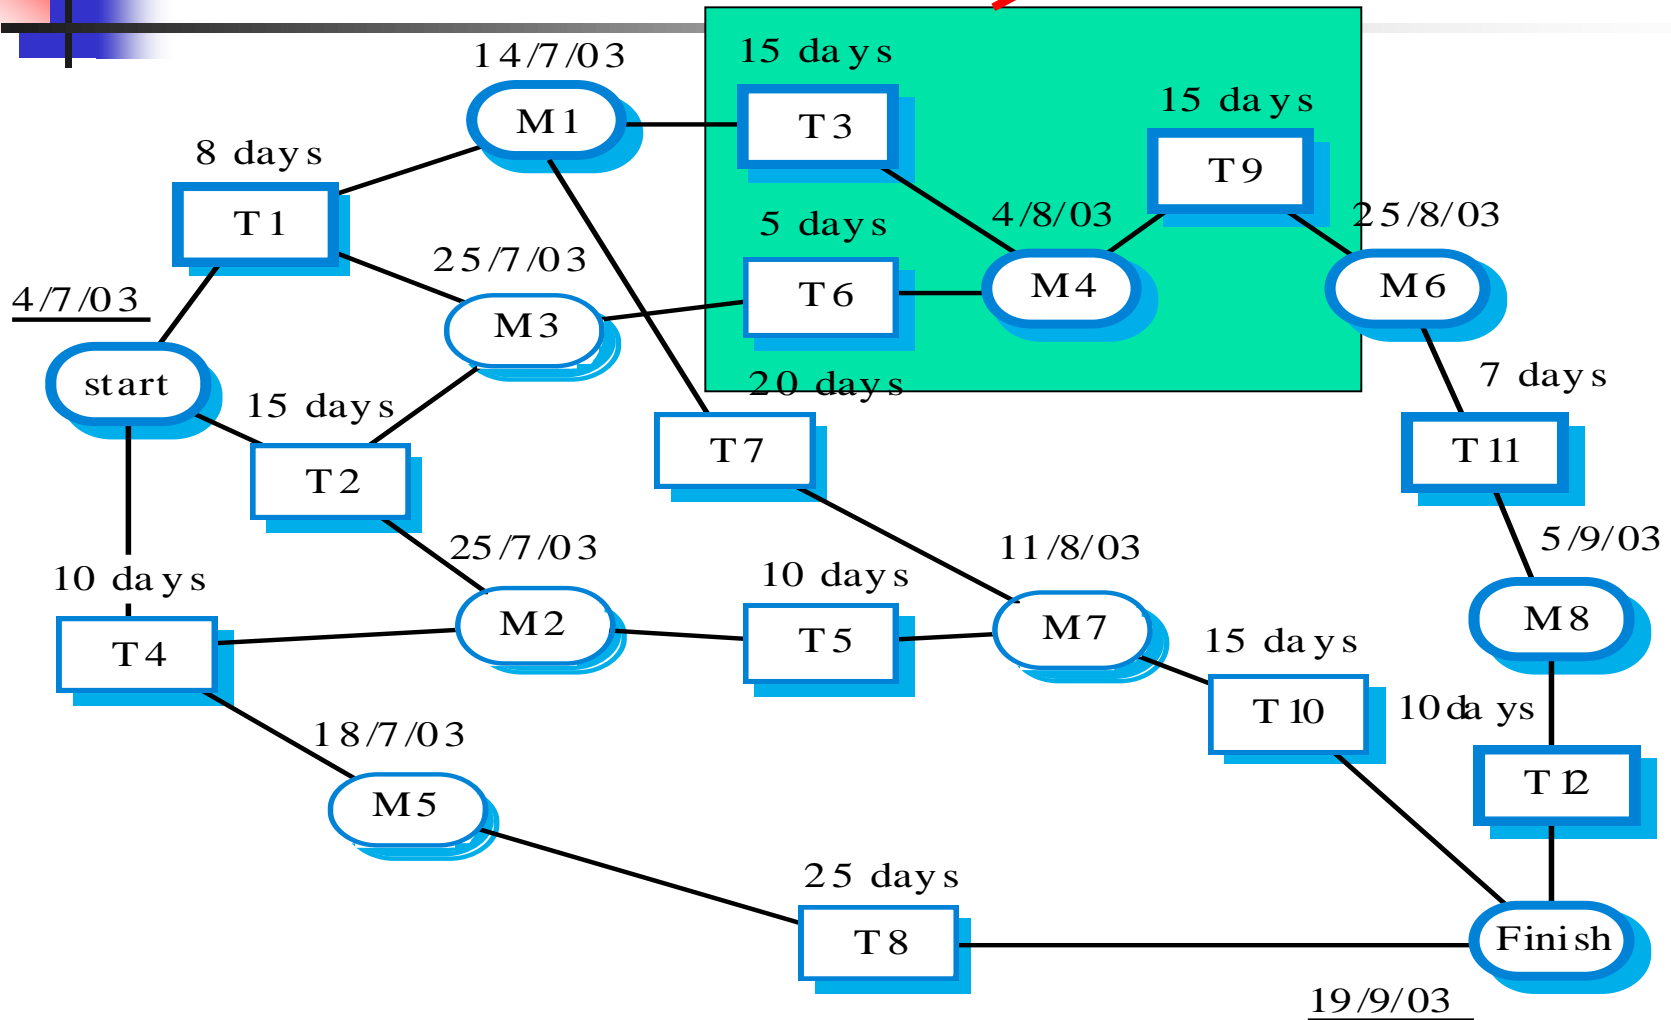 14/7/03
15 days
M1
T3
15 days
8 days
T9
T1
5 days
4/8/03
25/8/03
25/7/03
4/7/03
M3
T6
M4
M6
start
15 days
20 days
7 days
T2
T7
T11
25/7/03
11/8/03
5/9/03
10 days
10 days
T4
M2
T5
M7
15 days
M8
18/7/03
T10
10 days
M5
T12
25 days
T8
Finish
19/9/03